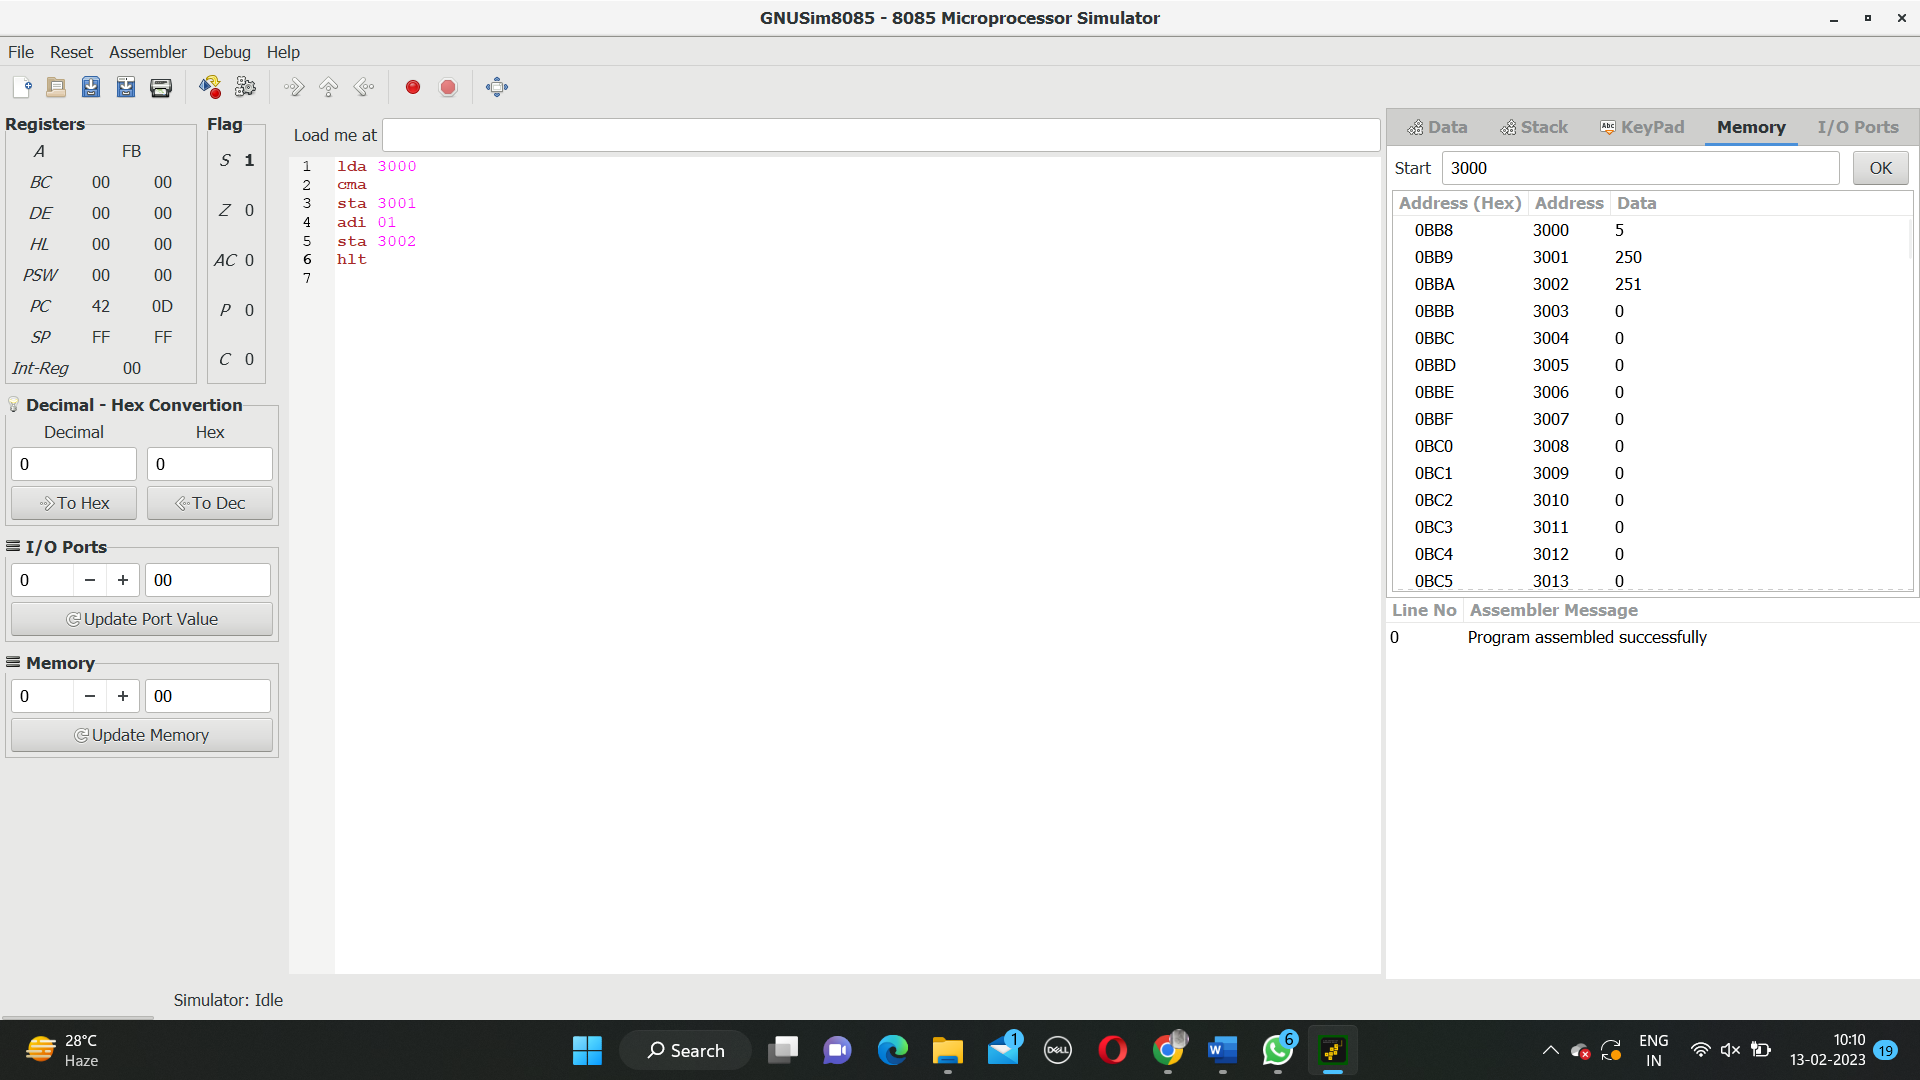 GNUSim8085 - 8085 Microprocessor Simulator
File Reset Assembler Debug Help
Registers
A FB
BC 00 00
DE 00 00
HL 00 00
PSW 00 00
PC 42 0D
SP FF FF
Int-Reg 00
Flag
S 1
Z 0
AC 0
P 0
C 0
Decimal - Hex Convertion
Decimal Hex
0 0
To Hex To Dec
I/O Ports
0 − + 00
Update Port Value
Memory
0 − + 00
Update Memory
Load me at
1 lda 3000
2 cma
3 sta 3001
4 adi 01
5 sta 3002
6 hlt
7
Data Stack Abc KeyPad Memory I/O Ports
Start 3000 OK
Address (Hex) Address Data
0BB8 3000 5
0BB9 3001 250
0BBA 3002 251
0BBB 3003 0
0BBC 3004 0
0BBD 3005 0
0BBE 3006 0
0BBF 3007 0
0BC0 3008 0
0BC1 3009 0
0BC2 3010 0
0BC3 3011 0
0BC4 3012 0
0BC5 3013 0
Line No Assembler Message
0 Program assembled successfully
Simulator: Idle
28°C
Haze
Search
1
DELL
W
6
ENG
IN
10:10
13-02-2023
19